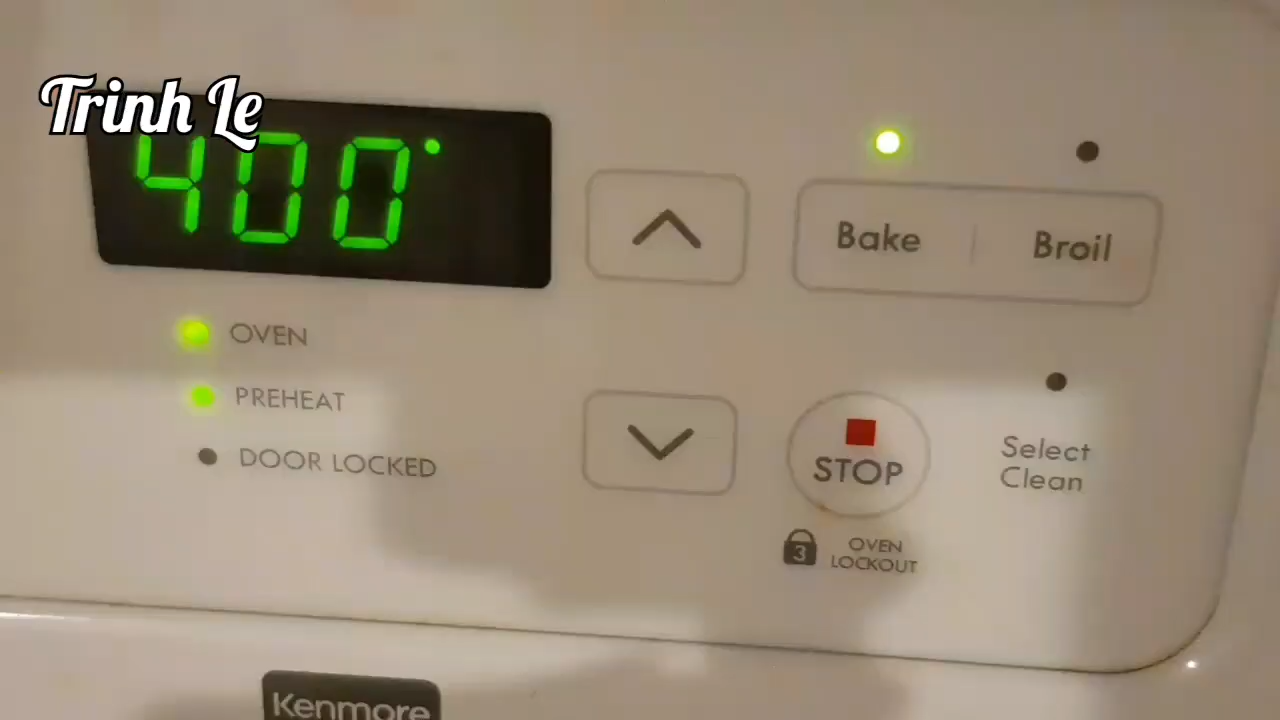 Trinh Le
400°
Bake
Broil
OVEN
PREHEAT
DOOR LOCKED
STOP
Select
Clean
3
OVEN
LOCKOUT
Kenmore